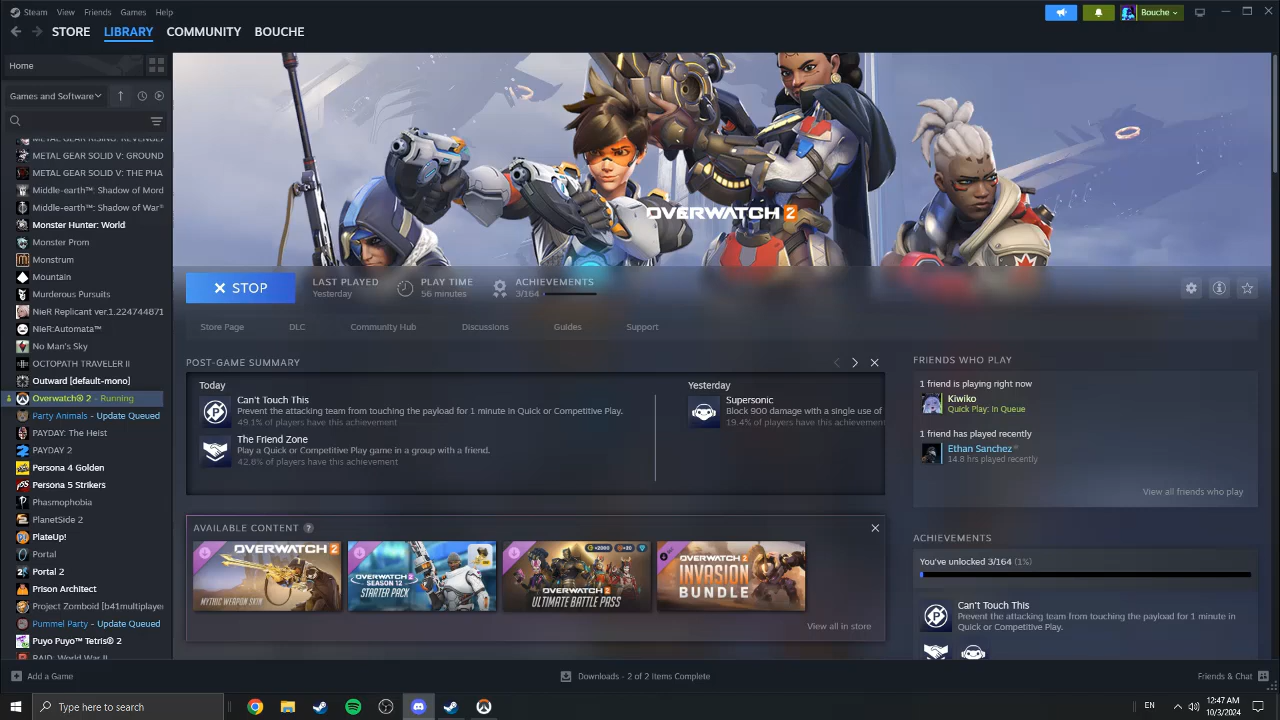 Steam View Friends Games Help
Bouche
STORE LIBRARY COMMUNITY BOUCHE
Home
Games and Software
METAL GEAR SOLID V: GROUND
METAL GEAR SOLID V: THE PHA
Middle-earth™: Shadow of Mord
Middle-earth™: Shadow of War®
Monster Hunter: World
Monster Prom
Monstrum
Mountain
Murderous Pursuits
NieR Replicant ver.1.224744871
NieR:Automata™
No Man's Sky
OCTOPATH TRAVELER II
Outward [default-mono]
Overwatch® 2 - Running
Party Animals - Update Queued
PAYDAY: The Heist
PAYDAY 2
Persona 4 Golden
Persona 5 Strikers
Phasmophobia
PlanetSide 2
PlateUp!
Portal
Portal 2
Prison Architect
Project Zomboid [b41multiplayer
Pummel Party - Update Queued
Puyo Puyo™ Tetris® 2
RAID: World War II
OVERWATCH 2
STOP
LAST PLAYED
Yesterday
PLAY TIME
56 minutes
ACHIEVEMENTS
3/164
Store Page DLC Community Hub Discussions Guides Support
POST-GAME SUMMARY
Today
Can't Touch This
Prevent the attacking team from touching the payload for 1 minute in Quick or Competitive Play.
49.1% of players have this achievement
The Friend Zone
Play a Quick or Competitive Play game in a group with a friend.
42.8% of players have this achievement
Yesterday
Supersonic
Block 900 damage with a single use of
19.4% of players have this achievement
AVAILABLE CONTENT ?
OVERWATCH 2
MYTHIC WEAPON SKIN
OVERWATCH 2
SEASON 12
STARTER PACK
OVERWATCH 2
ULTIMATE BATTLE PASS
OVERWATCH 2
INVASION
BUNDLE
View all in store
FRIENDS WHO PLAY
1 friend is playing right now
Kiwiko
Quick Play: In Queue
1 friend has played recently
Ethan Sanchez
14.8 hrs played recently
View all friends who play
ACHIEVEMENTS
You've unlocked 3/164 (1%)
Can't Touch This
Prevent the attacking team from touching the payload for 1 minute in
Quick or Competitive Play.
Add a Game
Downloads - 2 of 2 Items Complete
Friends & Chat
Type here to search
EN
12:47 AM
10/3/2024